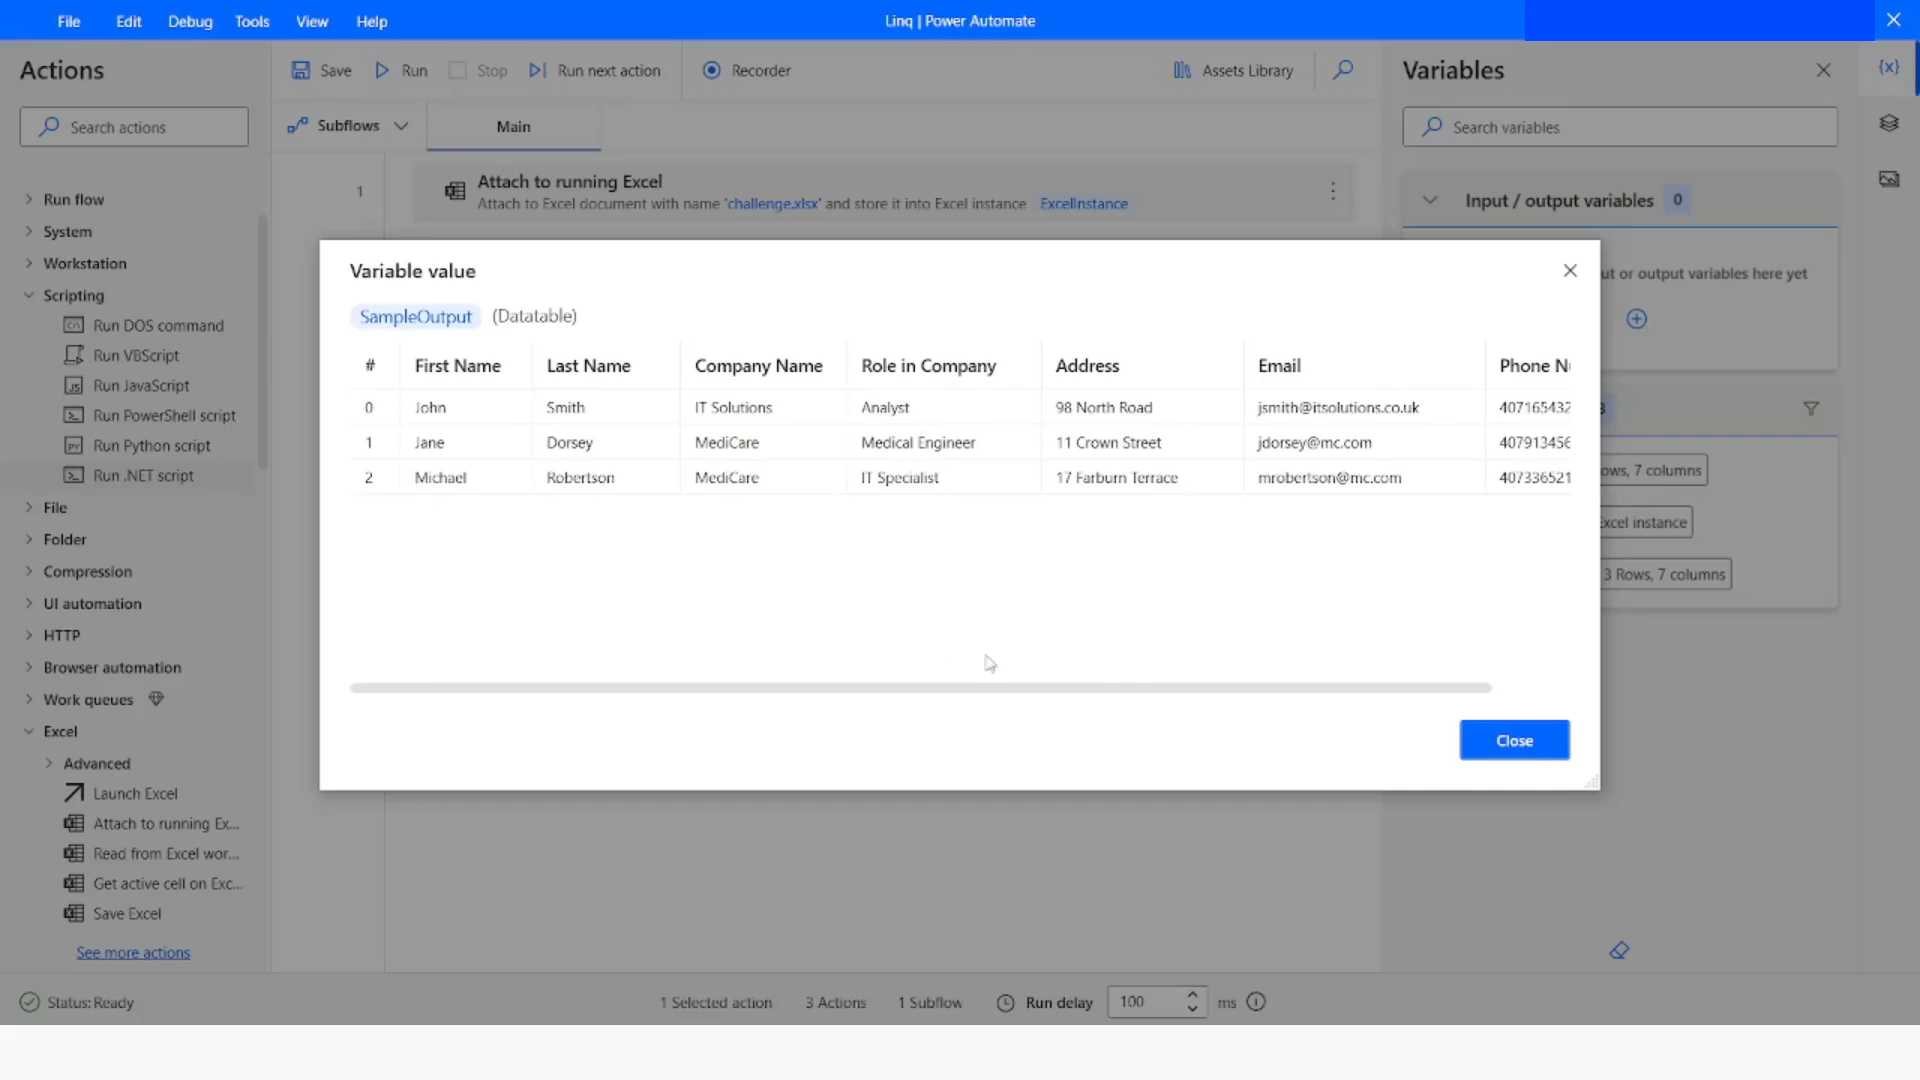 File Edit Debug Tools View Help
Linq | Power Automate
Actions
Search actions
Run flow
System
Workstation
Scripting
Run DOS command
Run VBScript
Run JavaScript
Run PowerShell script
Run Python script
Run .NET script
File
Folder
Compression
UI automation
HTTP
Browser automation
Work queues
Excel
Advanced
Launch Excel
Attach to running Ex...
Read from Excel wor...
Get active cell on Exc...
Save Excel
See more actions
Save Run Stop Run next action Recorder Assets Library
Subflows Main
1
Attach to running Excel
Attach to Excel document with name 'challenge.xlsx' and store it into Excel instance ExcelInstance
Variable value
SampleOutput (Datatable)
# First Name Last Name Company Name Role in Company Address Email Phone
0 John Smith IT Solutions Analyst 98 North Road jsmith@itsolutions.co.uk 407165432
1 Jane Dorsey MediCare Medical Engineer 11 Crown Street jdorsey@mc.com 407913456
2 Michael Robertson MediCare IT Specialist 17 Farburn Terrace mrobertson@mc.com 407336521
Close
Variables
{x}
Search variables
Input / output variables 0
or output variables here yet
7 columns
Excel instance
3 Rows, 7 columns
Status: Ready 1 Selected action 3 Actions 1 Subflow Run delay 100 ms